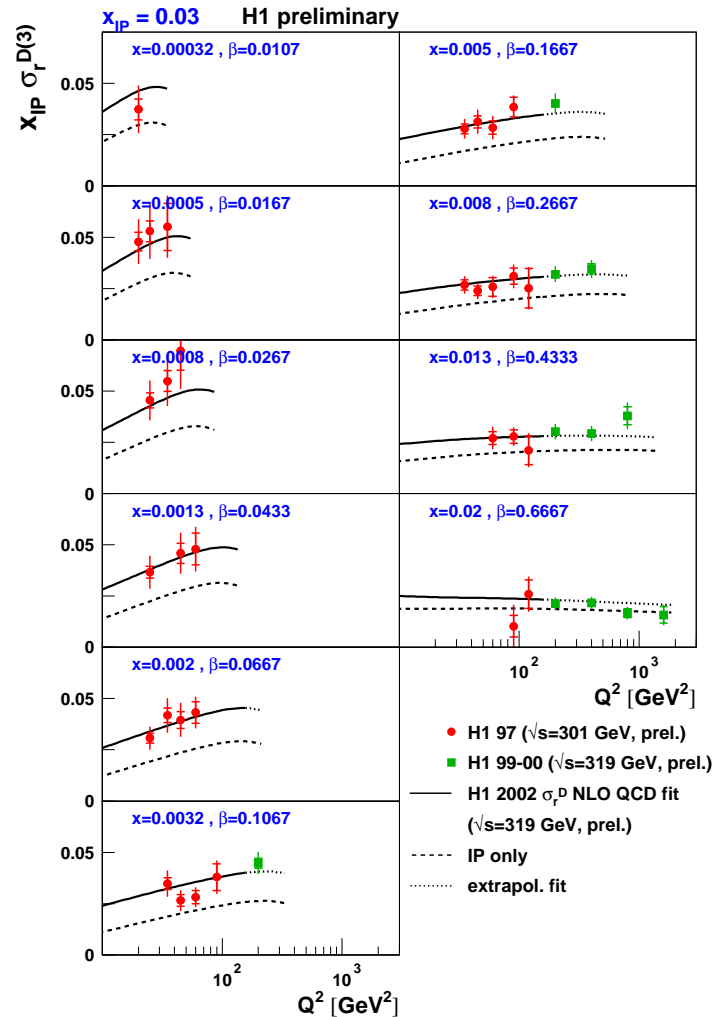 x_IP = 0.03 H1 preliminary
x_IP σ_r^D(3)
x=0.00032 , β=0.0107
x=0.005 , β=0.1667
0.05
0
x=0.0005 , β=0.0167
x=0.008 , β=0.2667
0.05
0
x=0.0008 , β=0.0267
x=0.013 , β=0.4333
0.05
0
x=0.0013 , β=0.0433
x=0.02 , β=0.6667
0.05
0
10^2 10^3
Q^2 [GeV^2]
x=0.002 , β=0.0667
0.05
0
x=0.0032 , β=0.1067
0.05
0
10^2 10^3
Q^2 [GeV^2]
H1 97 (√s=301 GeV, prel.)
H1 99-00 (√s=319 GeV, prel.)
H1 2002 σ_r^D NLO QCD fit
(√s=319 GeV, prel.)
IP only
extrapol. fit